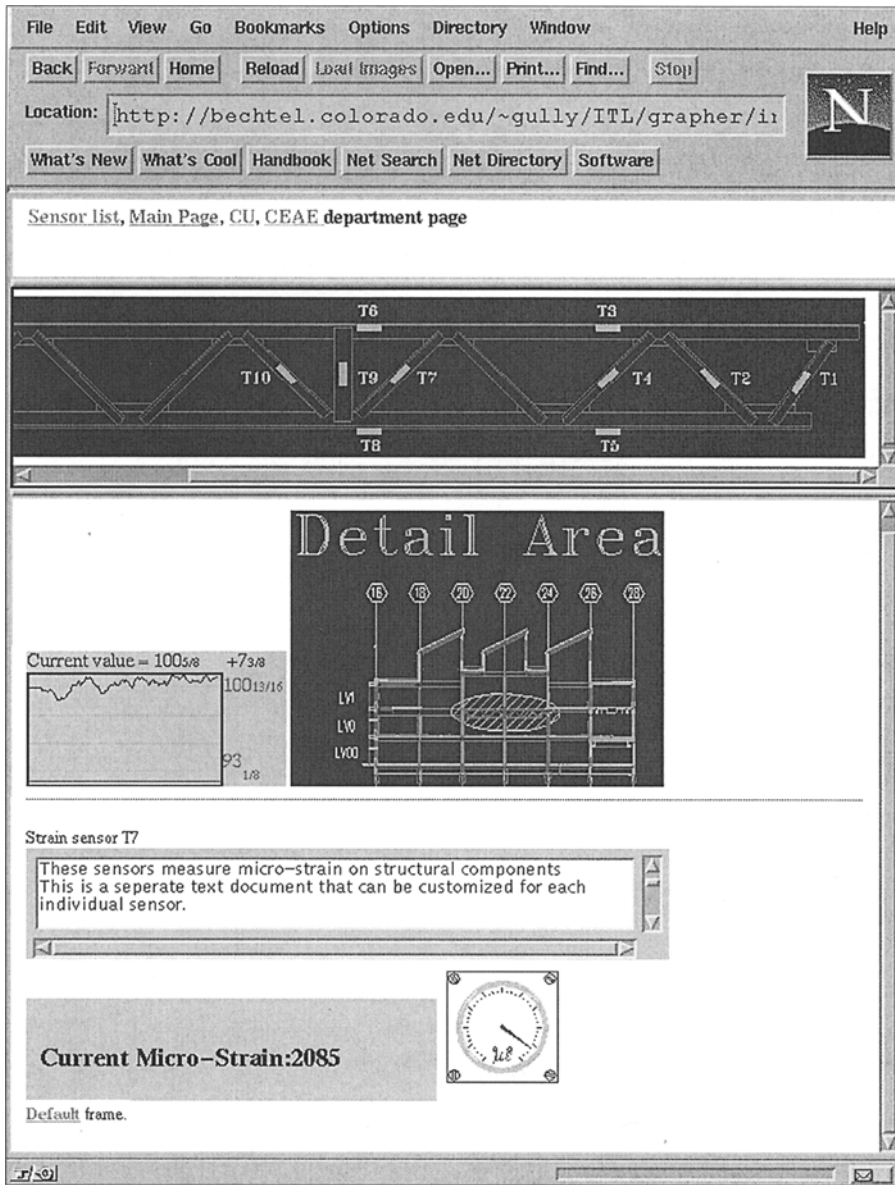 File Edit View Go Bookmarks Options Directory Window Help
Back Forward Home Reload Load Images Open... Print... Find... Stop
Location: http://bechtel.colorado.edu/~gully/ITL/grapher/in
N
What's New What's Cool Handbook Net Search Net Directory Software
Sensor list, Main Page, CU, CEAE department page
T6 T3
T10 T9 T7 T4 T2 T1
T8 T5
Detail Area
16 18 20 22 24 26 28
Current value = 100 5/8 +7 3/8
100 13/16
LV1
LV0
LV00
93 1/8
Strain sensor T7
These sensors measure micro-strain on structural components
This is a seperate text document that can be customized for each
individual sensor.
με
Current Micro-Strain:2085
Default frame.